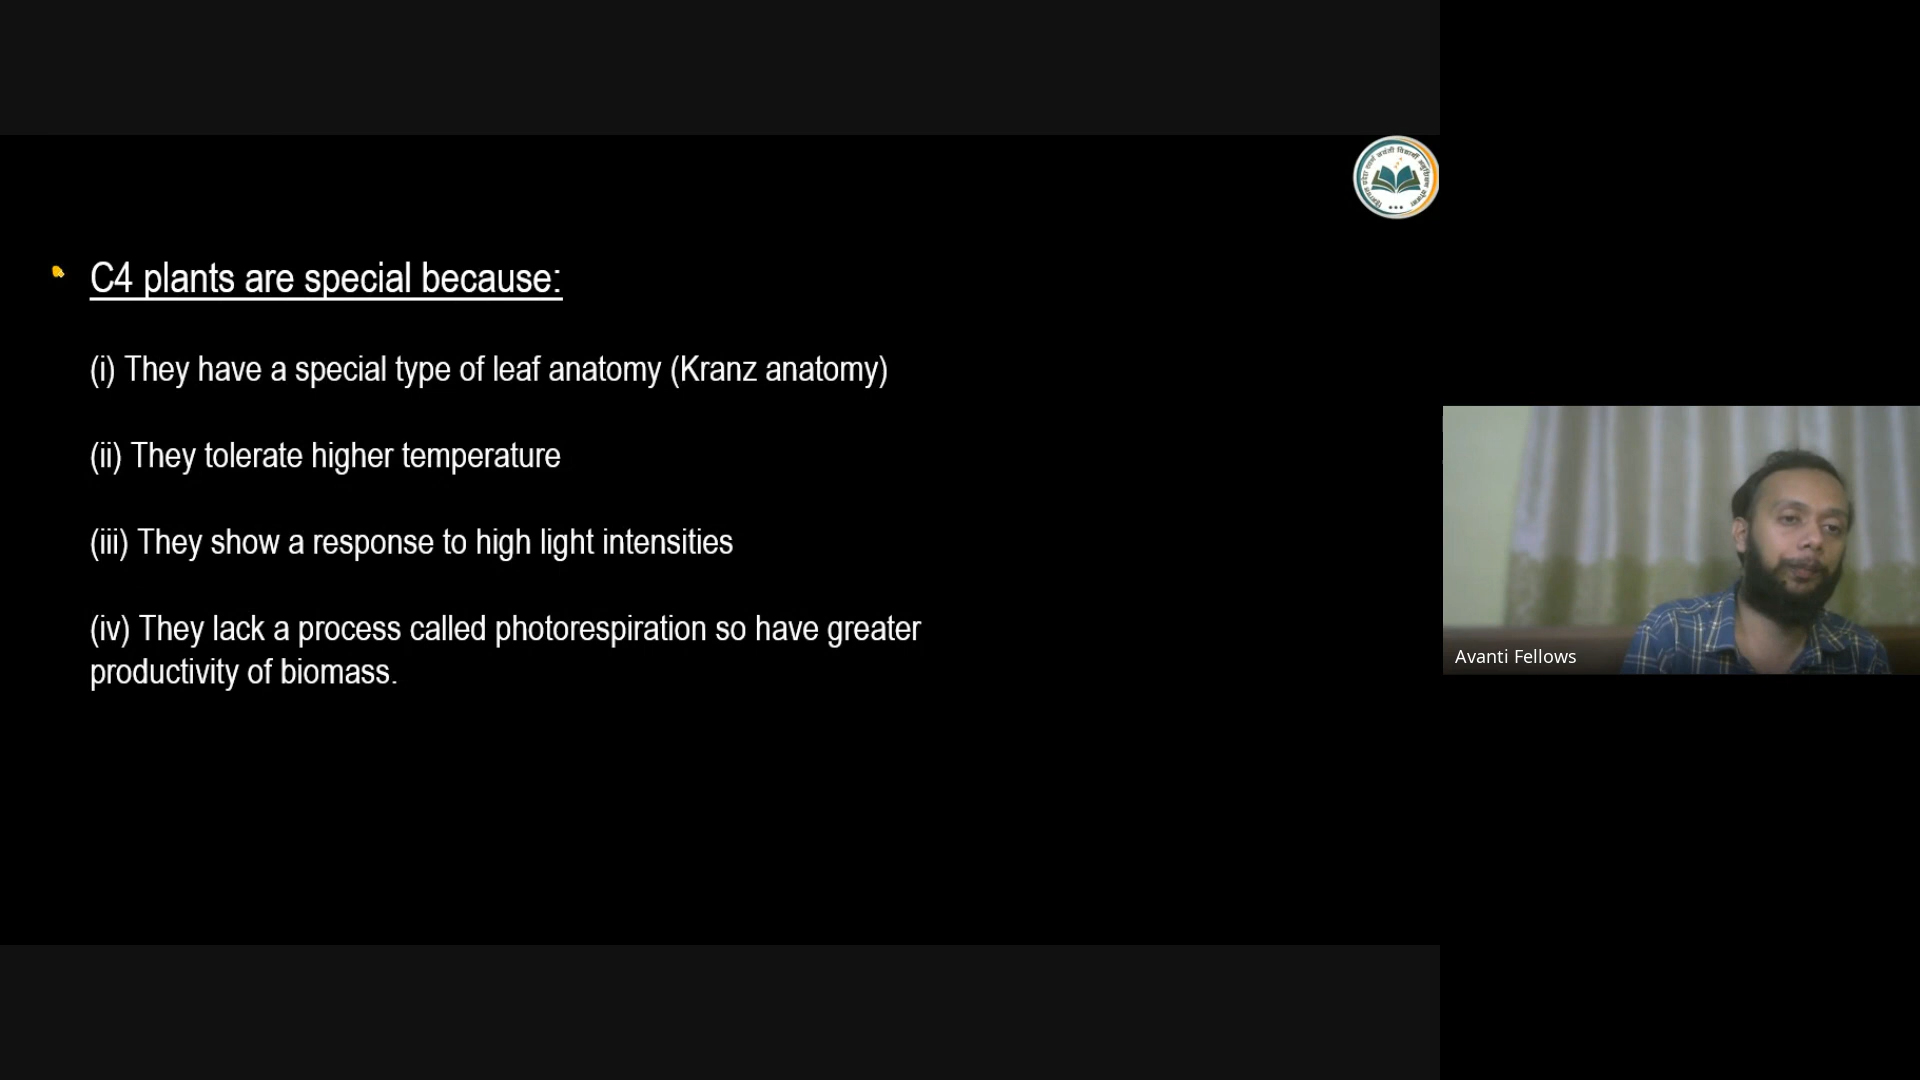 C4 plants are special because:
(i) They have a special type of leaf anatomy (Kranz anatomy)
(ii) They tolerate higher temperature
(iii) They show a response to high light intensities
(iv) They lack a process called photorespiration so have greater
productivity of biomass.
Avanti Fellows